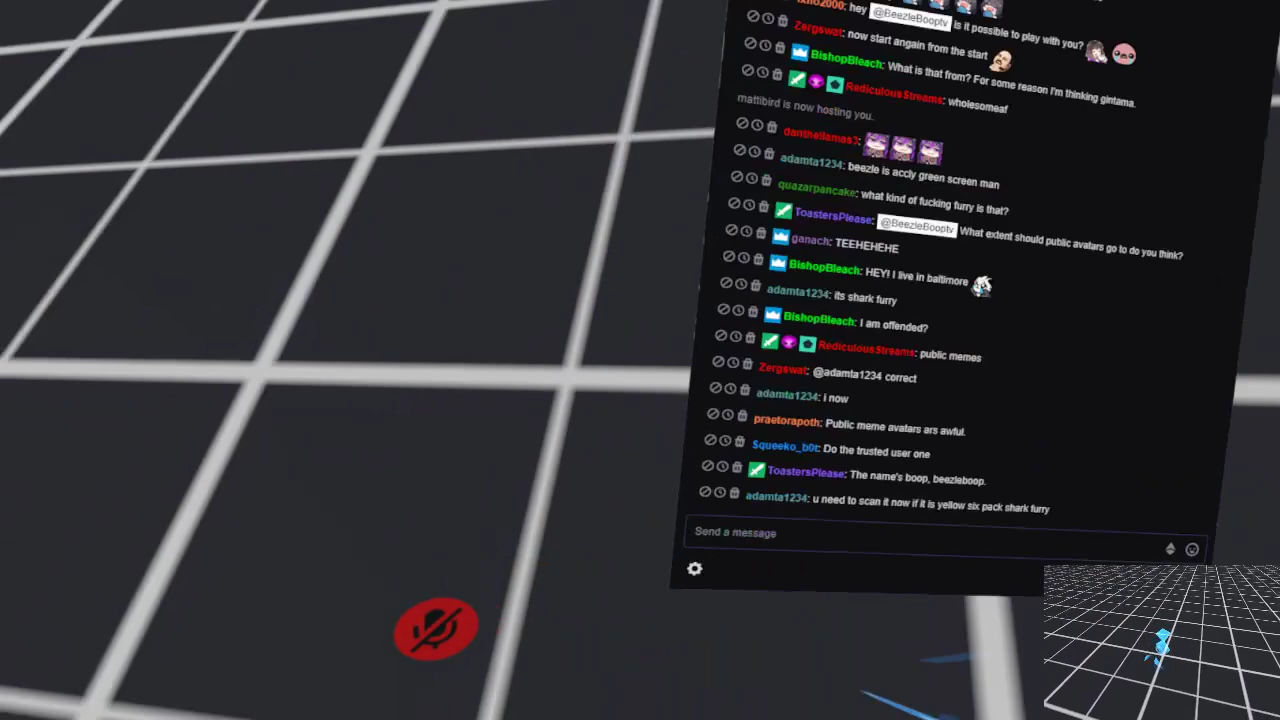 hey @BeezleBooptv is it possible to play with you?
Zergswat: now start angain from the start
BishopBleach: What is that from? For some reason I'm thinking gintama.
RediculousStreams: wholesomeaf
mattibird is now hosting you.
danthellamas3:
adamta1234: beezle is accly green screen man
quazarpancake: what kind of fucking furry is that?
ToastersPlease: @BeezleBooptv What extent should public avatars go to do you think?
ganach: TEEHEHEHE
BishopBleach: HEY! I live in baltimore
adamta1234: its shark furry
BishopBleach: I am offended?
RediculousStreams: public memes
Zergswat: @adamta1234 correct
adamta1234: i now
praetorapoth: Public meme avatars ars awful.
Squeeko_b0t: Do the trusted user one
ToastersPlease: The name's boop, beezleboop.
adamta1234: u need to scan it now if it is yellow six pack shark furry
Send a message